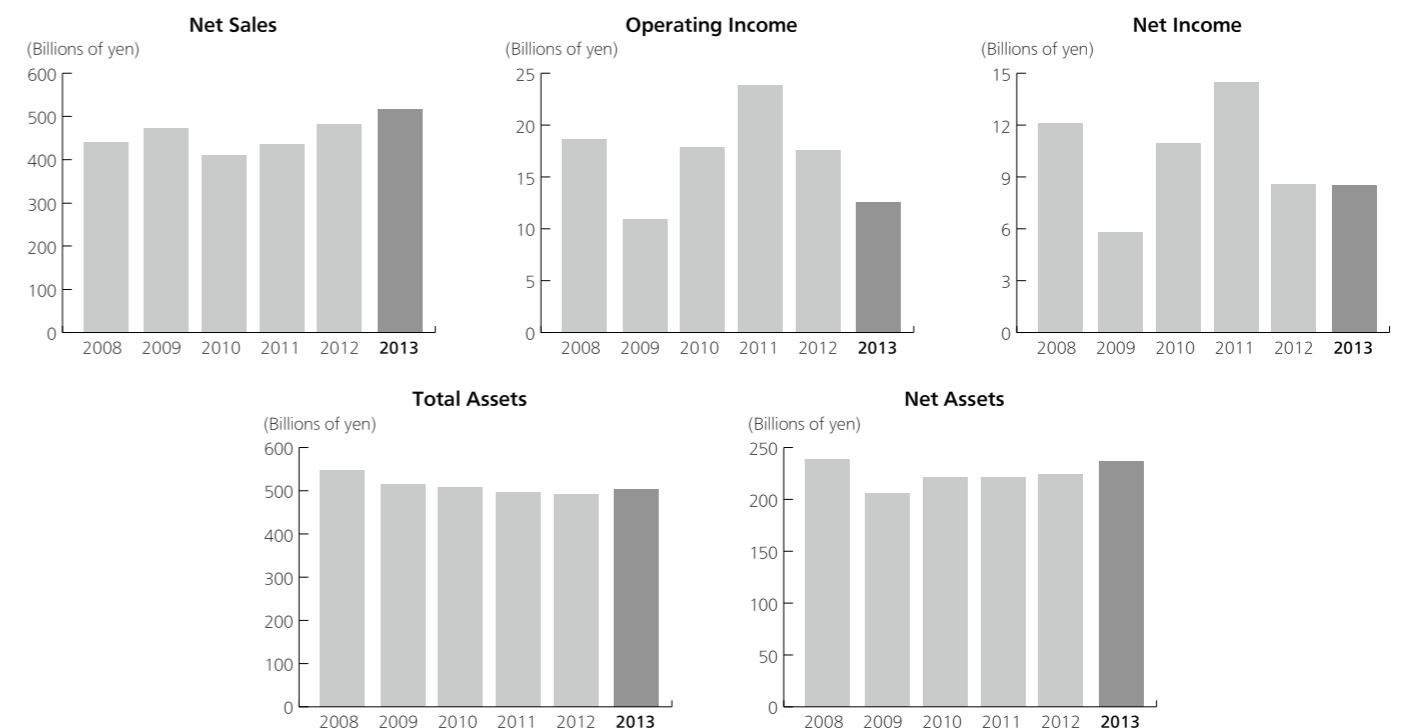 Net Sales
(Billions of yen)
600
500
400
300
200
100
0
2008 2009 2010 2011 2012 2013
Operating Income
(Billions of yen)
25
20
15
10
5
0
2008 2009 2010 2011 2012 2013
Net Income
(Billions of yen)
15
12
9
6
3
0
2008 2009 2010 2011 2012 2013
Total Assets
(Billions of yen)
600
500
400
300
200
100
0
2008 2009 2010 2011 2012 2013
Net Assets
(Billions of yen)
250
200
150
100
50
0
2008 2009 2010 2011 2012 2013